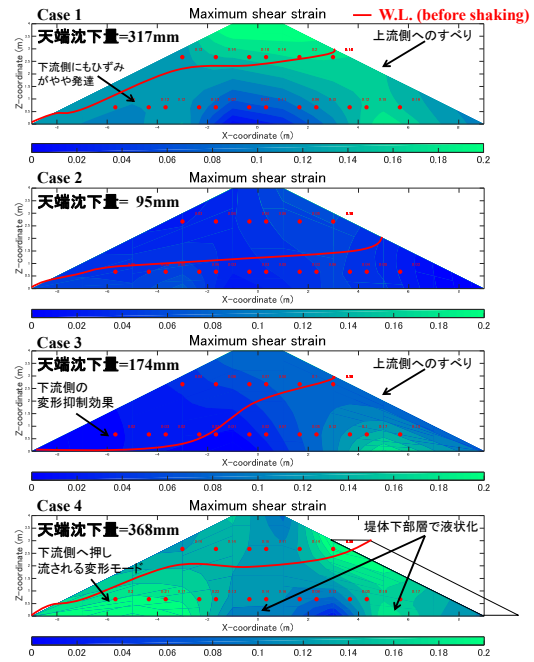 Case 1
Maximum shear strain
W.L. (before shaking)
天端沈下量=317mm
下流側にもひずみ
がやや発達
上流側へのすべり
Z-coordinate (m)
X-coordinate (m)
0 0.02 0.04 0.06 0.08 0.1 0.12 0.14 0.16 0.18 0.2
Case 2
Maximum shear strain
天端沈下量= 95mm
Z-coordinate (m)
X-coordinate (m)
0 0.02 0.04 0.06 0.08 0.1 0.12 0.14 0.16 0.18 0.2
Case 3
Maximum shear strain
天端沈下量=174mm
下流側の
変形抑制効果
上流側へのすべり
Z-coordinate (m)
X-coordinate (m)
0 0.02 0.04 0.06 0.08 0.1 0.12 0.14 0.16 0.18 0.2
Case 4
Maximum shear strain
天端沈下量=368mm
下流側へ押し
流される変形モード
堤体下部層で液状化
Z-coordinate (m)
X-coordinate (m)
0 0.02 0.04 0.06 0.08 0.1 0.12 0.14 0.16 0.18 0.2